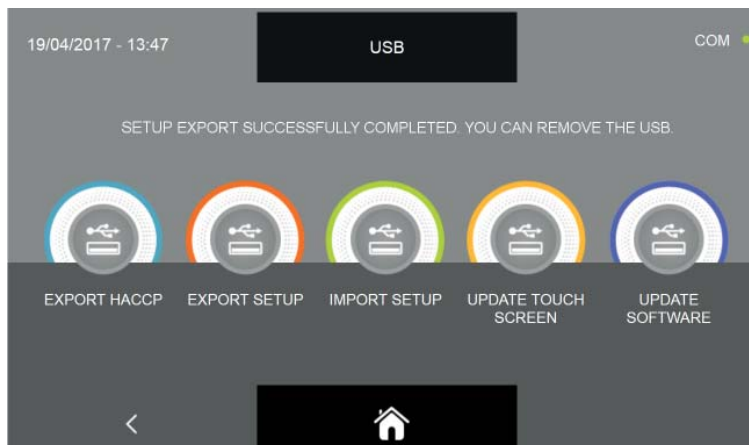 19/04/2017 - 13:47
USB
COM
SETUP EXPORT SUCCESSFULLY COMPLETED. YOU CAN REMOVE THE USB.
EXPORT HACCP
EXPORT SETUP
IMPORT SETUP
UPDATE TOUCH
SCREEN
UPDATE
SOFTWARE